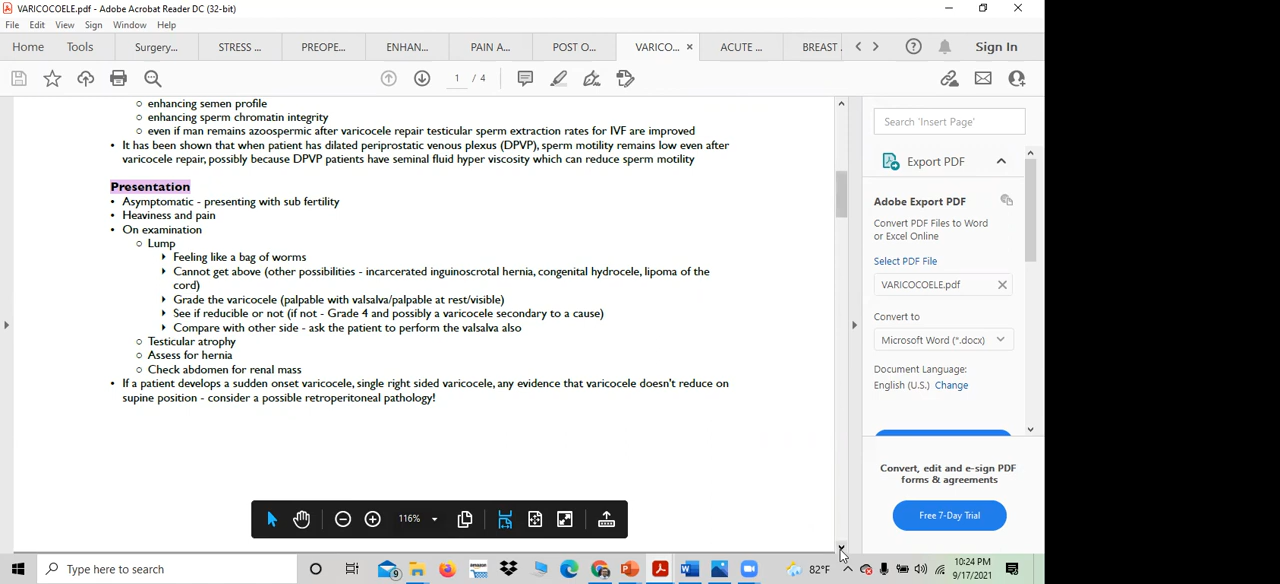 VARICOCOELE.pdf - Adobe Acrobat Reader DC (32-bit)
File Edit View Sign Window Help
Home Tools Surgery... STRESS ... PREOPE... ENHAN... PAIN A... POST O... VARICO... × ACUTE ... BREAST Sign In
1 / 4
○ enhancing semen profile
○ enhancing sperm chromatin integrity
○ even if man remains azoospermic after varicocele repair testicular sperm extraction rates for IVF are improved
• It has been shown that when patient has dilated periprostatic venous plexus (DPVP), sperm motility remains low even after
varicocele repair, possibly because DPVP patients have seminal fluid hyper viscosity which can reduce sperm motility
Presentation
• Asymptomatic - presenting with sub fertility
• Heaviness and pain
• On examination
○ Lump
‣ Feeling like a bag of worms
‣ Cannot get above (other possibilities - incarcerated inguinoscrotal hernia, congenital hydrocele, lipoma of the
cord)
‣ Grade the varicocele (palpable with valsalva/palpable at rest/visible)
‣ See if reducible or not (if not - Grade 4 and possibly a varicocele secondary to a cause)
‣ Compare with other side - ask the patient to perform the valsalva also
○ Testicular atrophy
○ Assess for hernia
○ Check abdomen for renal mass
• If a patient develops a sudden onset varicocele, single right sided varicocele, any evidence that varicocele doesn't reduce on
supine position - consider a possible retroperitoneal pathology!
116%
Search 'Insert Page'
Export PDF
Adobe Export PDF
Convert PDF Files to Word
or Excel Online
Select PDF File
VARICOCOELE.pdf
Convert to
Microsoft Word (*.docx)
Document Language:
English (U.S.) Change
Convert, edit and e-sign PDF
forms & agreements
Free 7-Day Trial
Type here to search
9
82°F
10:24 PM
9/17/2021